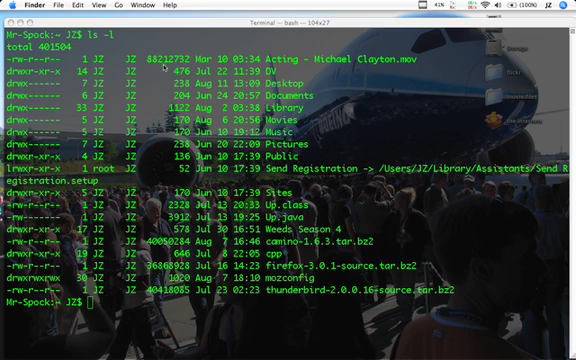 Finder File Edit View Go Window Help
41% (100%) JZ
Terminal — bash — 104x27
Mr-Spock:~ JZ$ ls -l
total 401504
-rw-r--r-- 1 JZ JZ 88212732 Mar 10 03:34 Acting - Michael Clayton.mov
drwxr-xr-x 14 JZ JZ 476 Jul 22 11:39 DV
drwx------ 7 JZ JZ 238 Aug 11 13:09 Desktop
drwx------ 6 JZ JZ 204 Jun 24 20:57 Documents
drwx------ 33 JZ JZ 1122 Aug 2 03:38 Library
drwx------ 5 JZ JZ 170 Aug 6 20:56 Movies
drwx------ 5 JZ JZ 170 Jun 10 19:12 Music
drwx------ 7 JZ JZ 238 Jun 20 22:09 Pictures
drwxr-xr-x 4 JZ JZ 136 Jun 10 17:39 Public
lrwxr-xr-x 1 root JZ 52 Jun 10 17:39 Send Registration -> /Users/JZ/Library/Assistants/Send R
egistration.setup
drwxr-xr-x 5 JZ JZ 170 Jun 10 17:39 Sites
-rw-r--r-- 1 JZ JZ 2328 Jul 13 20:33 Up.class
-rw-r--r-- 1 JZ JZ 3912 Jul 13 19:25 Up.java
drwxr-xr-x 17 JZ JZ 578 Jul 30 16:51 Weeds Season 4
-rw-r--r-- 1 JZ JZ 40050284 Aug 7 16:46 camino-1.6.3.tar.bz2
drwxr-xr-x 19 JZ JZ 646 Jul 8 22:05 cpp
-rw-r--r-- 1 JZ JZ 36868928 Jul 16 14:23 firefox-3.0.1-source.tar.bz2
drwxrwxrwx 30 JZ JZ 1020 Aug 7 18:10 mozconfig
-rw-r--r-- 1 JZ JZ 40418085 Jul 23 02:23 thunderbird-2.0.0.16-source.tar.bz2
Mr-Spock:~ JZ$